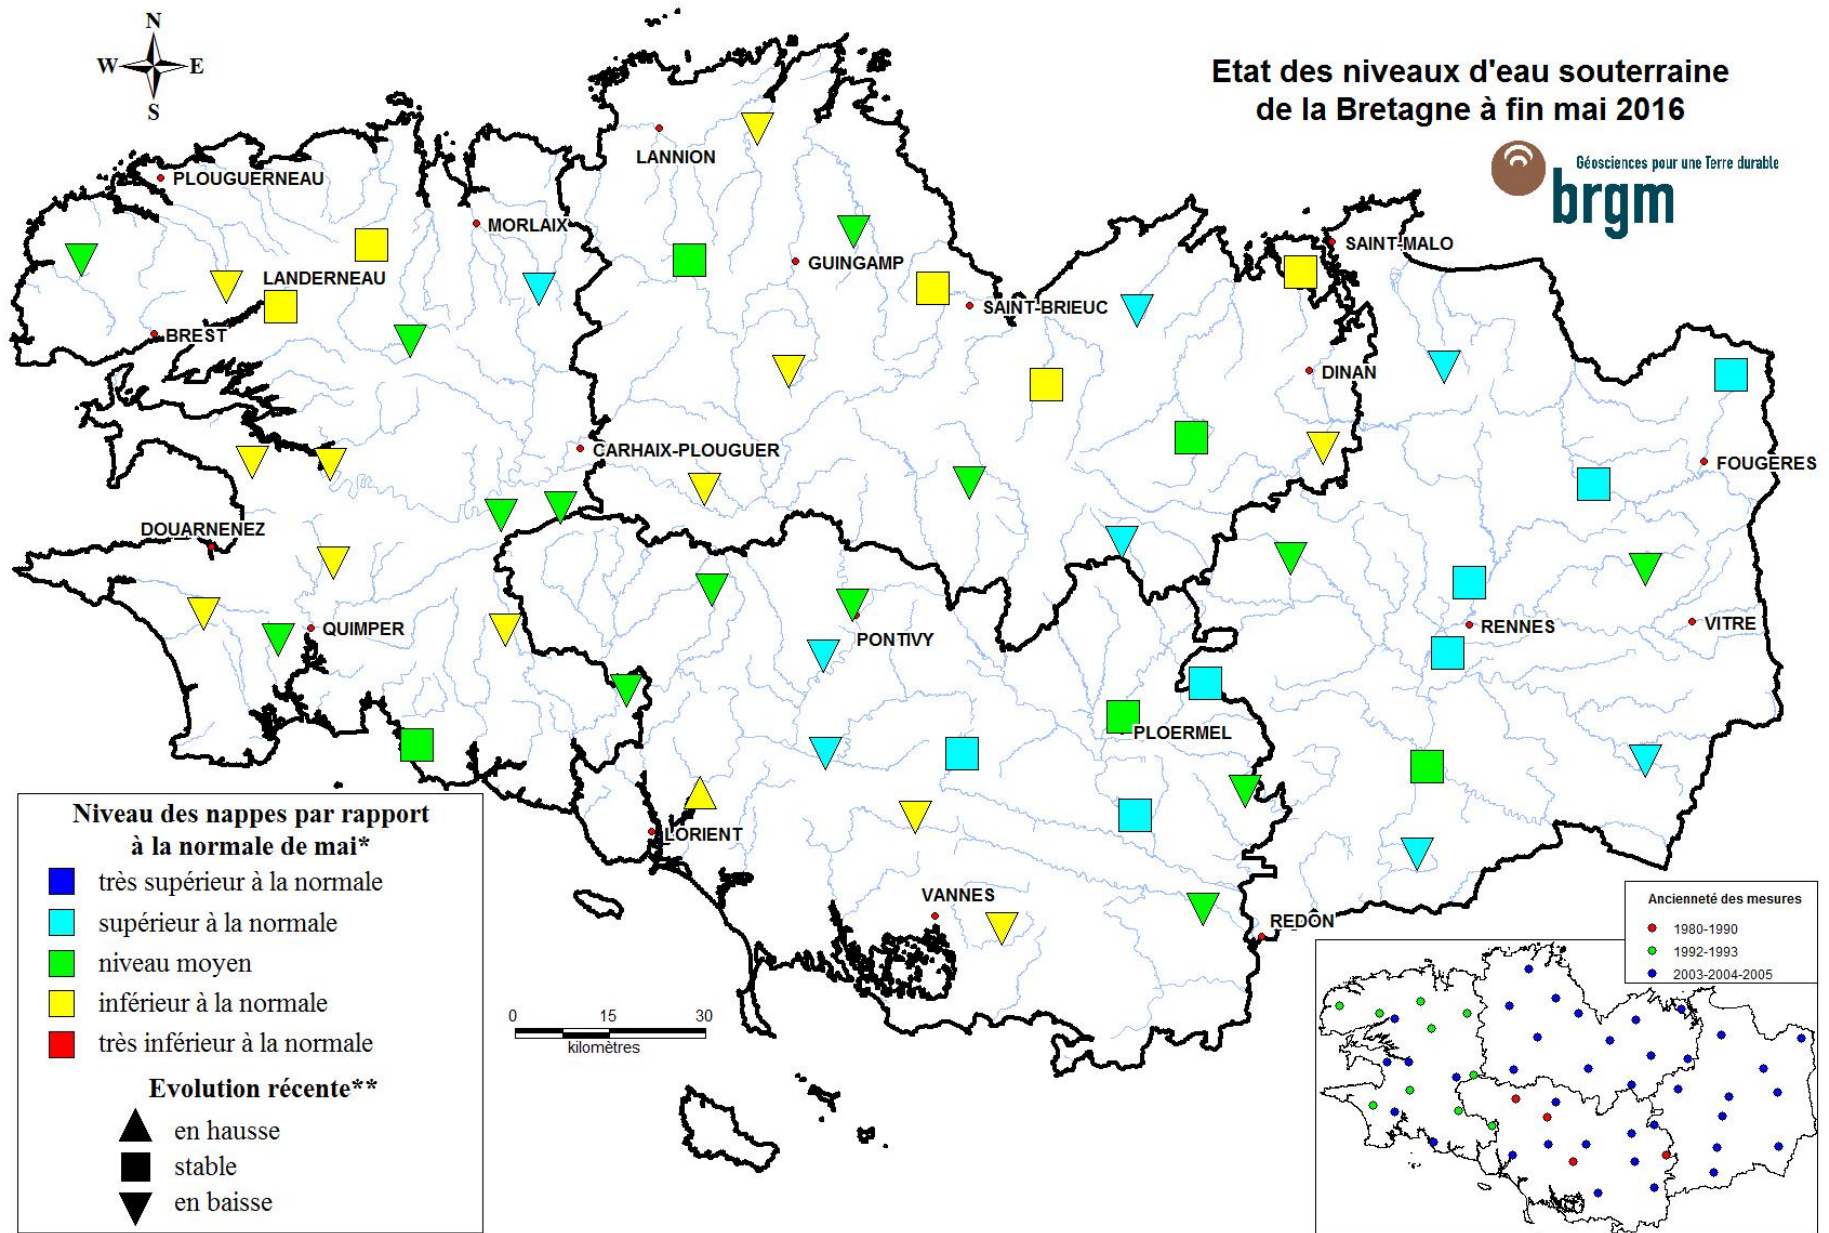 N
W
E
S
Etat des niveaux d'eau souterraine
de la Bretagne à fin mai 2016
Géosciences pour une Terre durable
brgm
LANNION
PLOUGUERNEAU
MORLAIX
SAINT-MALO
GUINGAMP
LANDERNEAU
SAINT-BRIEUC
BREST
DINAN
CARHAIX-PLOUGUER
FOUGERES
DOUARNENEZ
QUIMPER
PONTIVY
RENNES
VITRE
PLOERMEL
LORIENT
VANNES
REDON
Niveau des nappes par rapport
à la normale de mai*
très supérieur à la normale
supérieur à la normale
niveau moyen
inférieur à la normale
très inférieur à la normale
Evolution récente**
en hausse
stable
en baisse
0 15 30
kilomètres
Ancienneté des mesures
1980-1990
1992-1993
2003-2004-2005